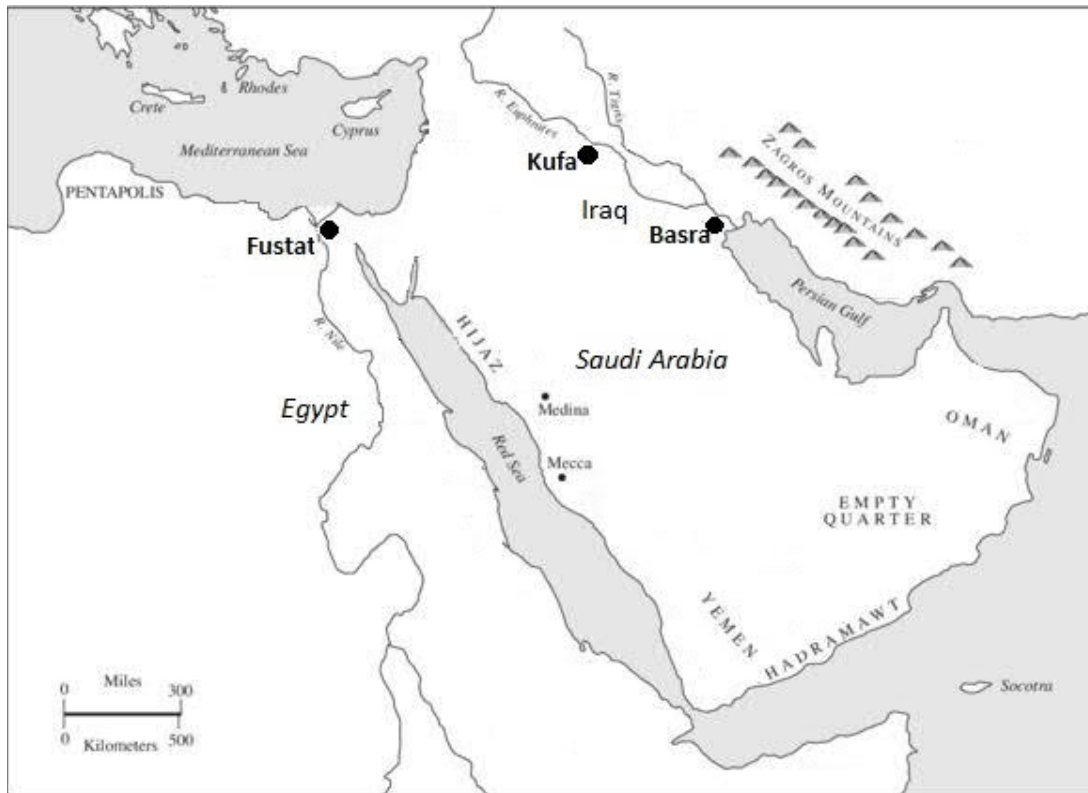 Rhodes
Crete
Cyprus
Mediterranean Sea
PENTAPOLIS
R. Euphrates
R. Tigris
Kufa
Iraq
Basra
ZAGROS MOUNTAINS
Fustat
R. Nile
Persian Gulf
HIJAZ
Saudi Arabia
Egypt
Medina
Red Sea
Mecca
OMAN
EMPTY
QUARTER
YEMEN
HADRAMAWT
Socotra
Miles
0 300
0 500
Kilometers